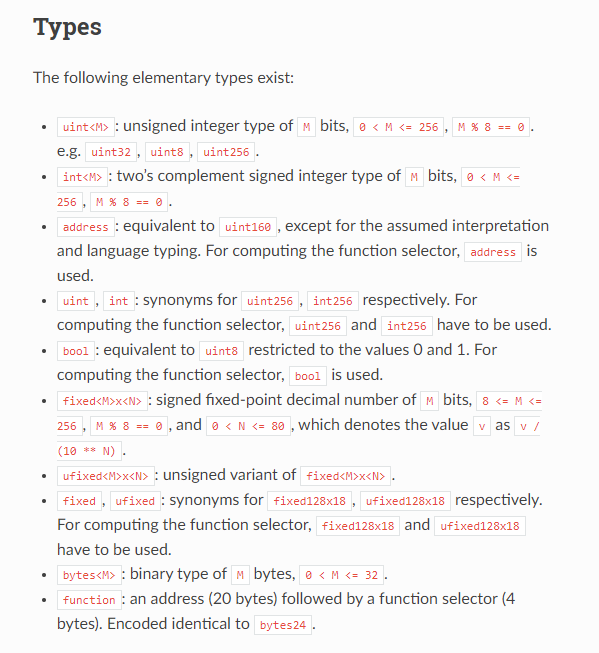 Types
The following elementary types exist:
• uint<M> : unsigned integer type of M bits, 0 < M <= 256 , M % 8 == 0 .
e.g. uint32 , uint8 , uint256 .
• int<M> : two’s complement signed integer type of M bits, 0 < M <=
256 , M % 8 == 0 .
• address : equivalent to uint160 , except for the assumed interpretation
and language typing. For computing the function selector, address is
used.
• uint , int : synonyms for uint256 , int256 respectively. For
computing the function selector, uint256 and int256 have to be used.
• bool : equivalent to uint8 restricted to the values 0 and 1. For
computing the function selector, bool is used.
• fixed<M>x<N> : signed fixed-point decimal number of M bits, 8 <= M <=
256 , M % 8 == 0 , and 0 < N <= 80 , which denotes the value v as v /
(10 ** N) .
• ufixed<M>x<N> : unsigned variant of fixed<M>x<N> .
• fixed , ufixed : synonyms for fixed128x18 , ufixed128x18 respectively.
For computing the function selector, fixed128x18 and ufixed128x18
have to be used.
• bytes<M> : binary type of M bytes, 0 < M <= 32 .
• function : an address (20 bytes) followed by a function selector (4
bytes). Encoded identical to bytes24 .